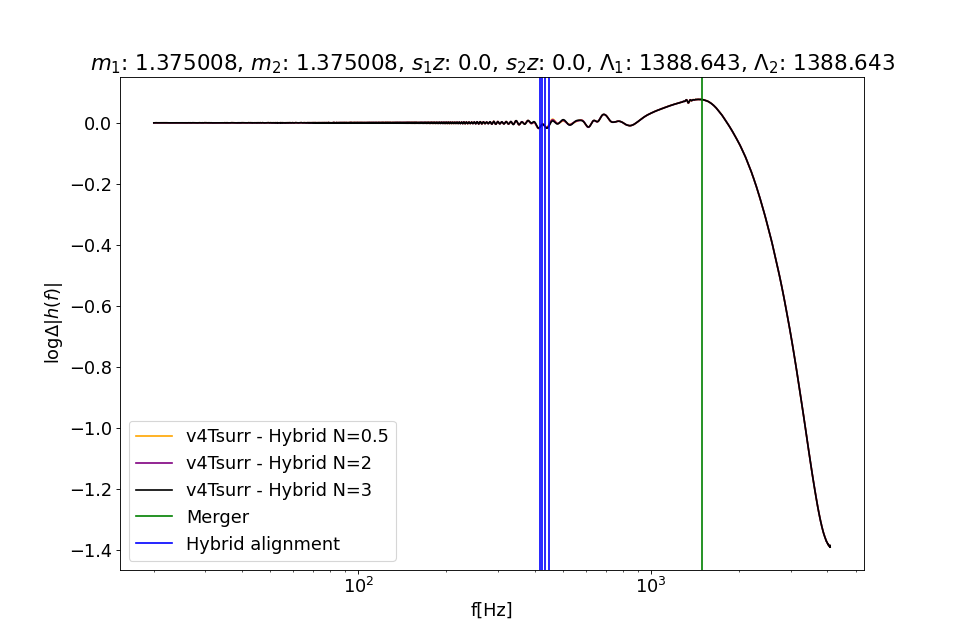 m₁: 1.375008, m₂: 1.375008, s₁z: 0.0, s₂z: 0.0, Λ₁: 1388.643, Λ₂: 1388.643
logΔ|h(f)|
0.0
−0.2
−0.4
−0.6
−0.8
−1.0
−1.2
−1.4
v4Tsurr - Hybrid N=0.5
v4Tsurr - Hybrid N=2
v4Tsurr - Hybrid N=3
Merger
Hybrid alignment
10² 10³
f[Hz]